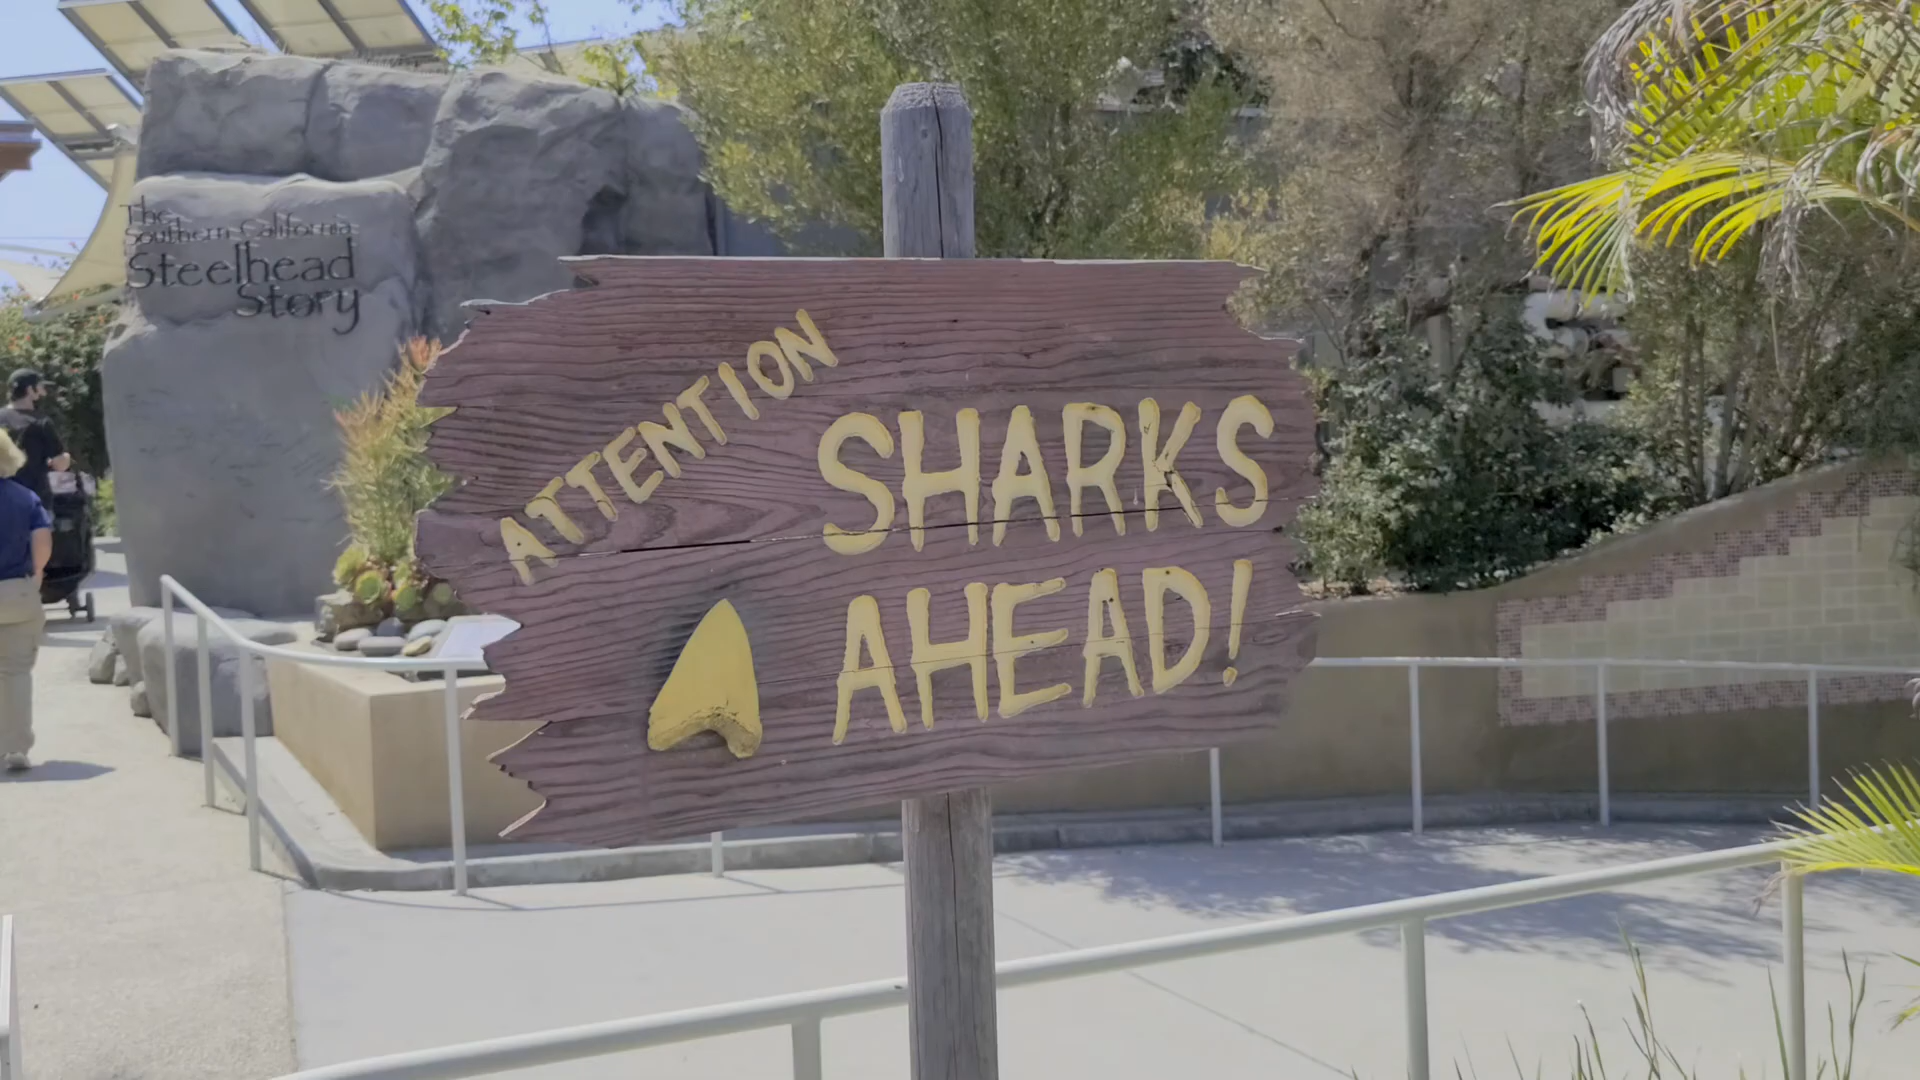 The
Southern California
Steelhead
Story
ATTENTION
SHARKS
AHEAD!